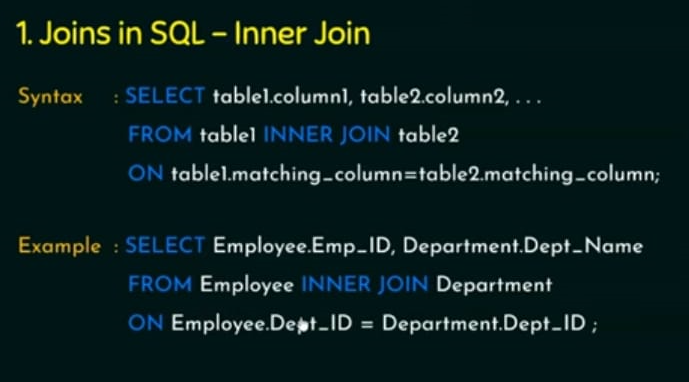 1. Joins in SQL – Inner Join
Syntax : SELECT table1.column1, table2.column2, . . .
FROM table1 INNER JOIN table2
ON table1.matching_column=table2.matching_column;
Example : SELECT Employee.Emp_ID, Department.Dept_Name
FROM Employee INNER JOIN Department
ON Employee.Dept_ID = Department.Dept_ID ;